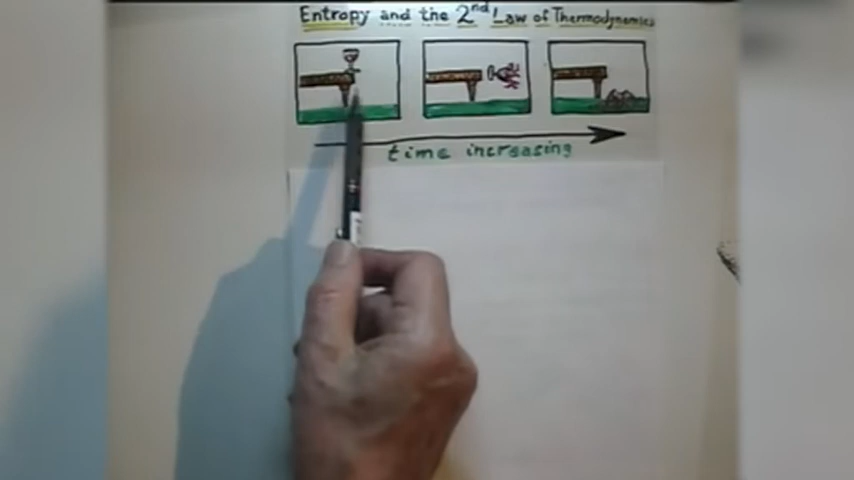 Entropy and the 2nd Law of Thermodynamics
time increasing